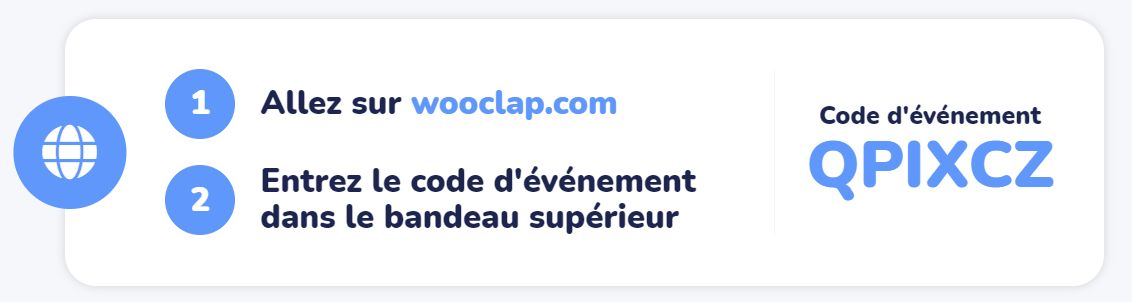 1 Allez sur wooclap.com
2 Entrez le code d'événement
dans le bandeau supérieur
Code d'événement
QPIXCZ